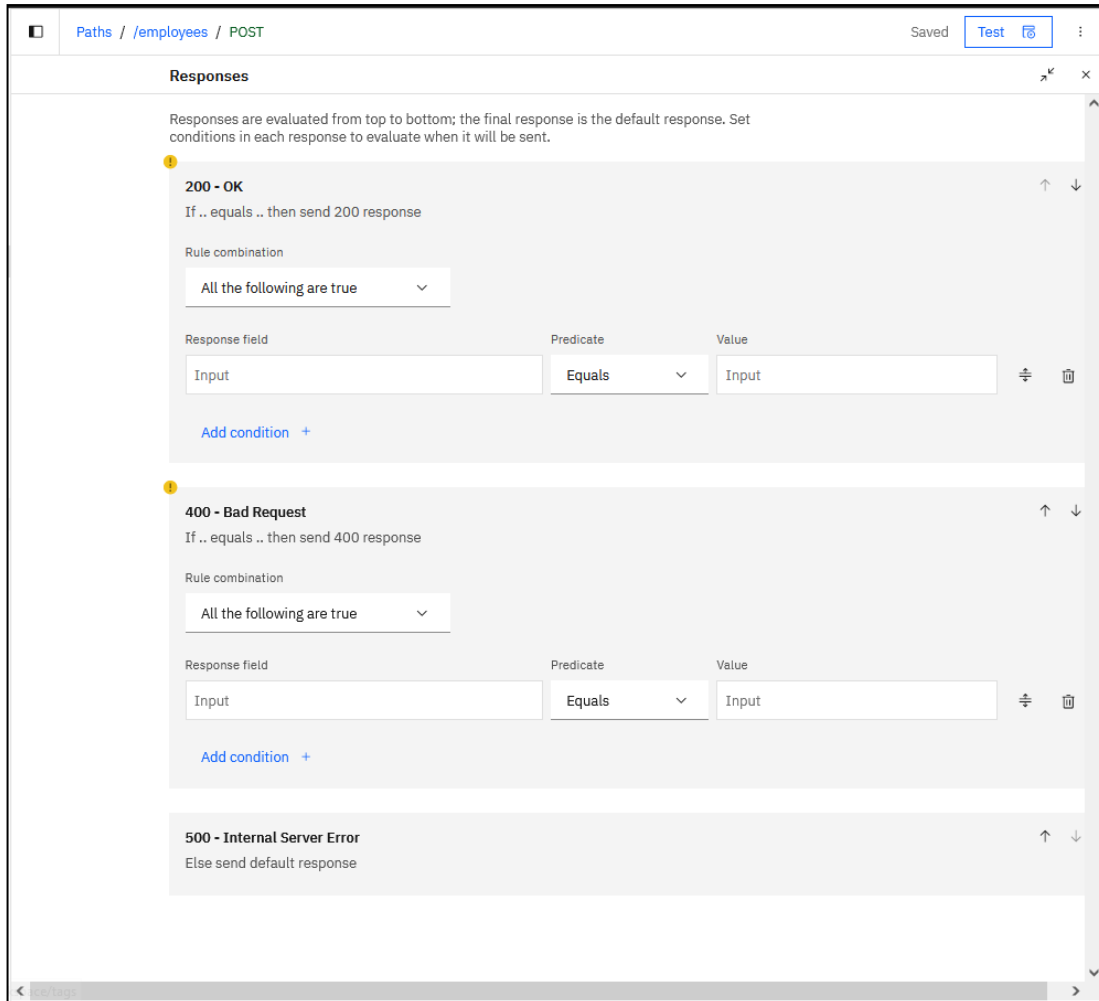 Paths / /employees / POST
Saved
Test
Responses
Responses are evaluated from top to bottom; the final response is the default response. Set
conditions in each response to evaluate when it will be sent.
200 - OK
If .. equals .. then send 200 response
Rule combination
All the following are true
Response field Predicate Value
Input Equals Input
Add condition +
400 - Bad Request
If .. equals .. then send 400 response
Rule combination
All the following are true
Response field Predicate Value
Input Equals Input
Add condition +
500 - Internal Server Error
Else send default response